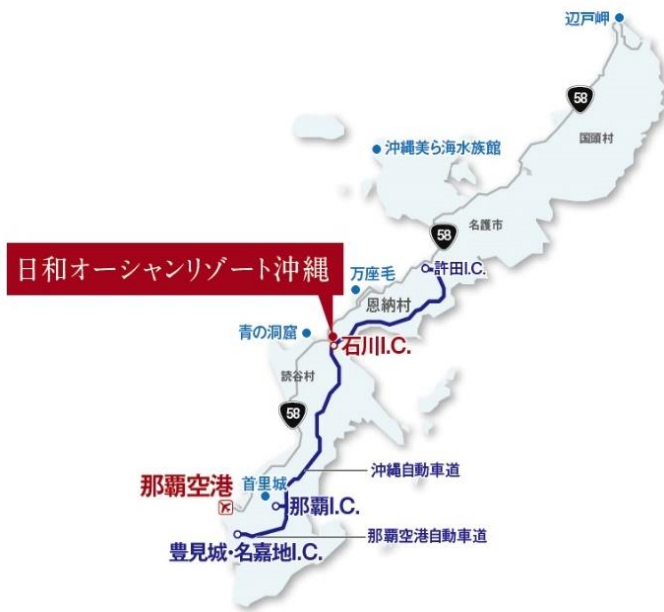 辺戸岬
58
国頭村
沖縄美ら海水族館
名護市
58
許田I.C.
日和オーシャンリゾート沖縄
万座毛
恩納村
青の洞窟
石川I.C.
読谷村
58
沖縄自動車道
那覇空港
首里城
那覇I.C.
那覇空港自動車道
豊見城・名嘉地I.C.